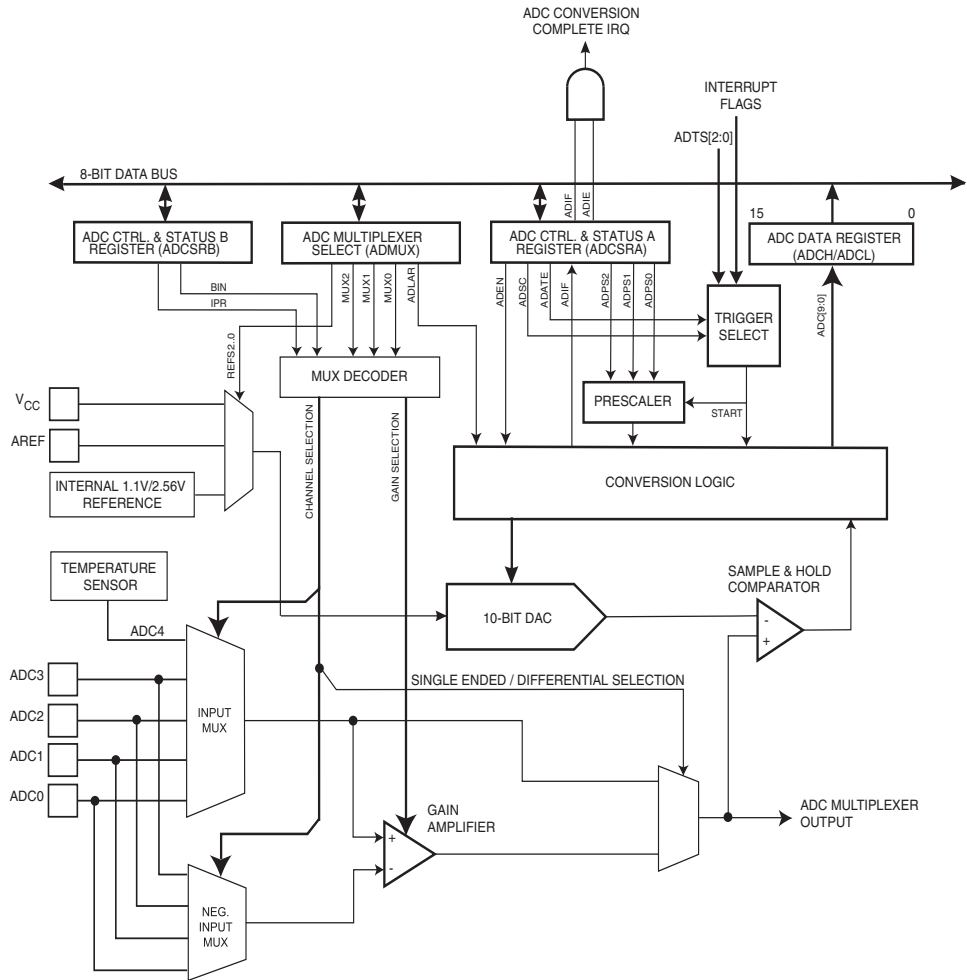 ADC CONVERSION
COMPLETE IRQ
INTERRUPT
FLAGS
ADTS[2:0]
8-BIT DATA BUS
ADIF
ADIE
15
0
ADC CTRL. & STATUS B
REGISTER (ADCSRB)
ADC MULTIPLEXER
SELECT (ADMUX)
ADC CTRL. & STATUS A
REGISTER (ADCSRA)
ADC DATA REGISTER
(ADCH/ADCL)
BIN
IPR
REFS2..0
MUX2
MUX1
MUX0
ADLAR
ADEN
ADSC
ADATE
ADIF
ADPS2
ADPS1
ADPS0
ADC[9:0]
TRIGGER
SELECT
MUX DECODER
PRESCALER
START
VCC
AREF
INTERNAL 1.1V/2.56V
REFERENCE
CHANNEL SELECTION
GAIN SELECTION
CONVERSION LOGIC
TEMPERATURE
SENSOR
ADC4
10-BIT DAC
SAMPLE & HOLD
COMPARATOR
-
+
ADC3
ADC2
ADC1
ADC0
INPUT
MUX
SINGLE ENDED / DIFFERENTIAL SELECTION
GAIN
AMPLIFIER
+
-
ADC MULTIPLEXER
OUTPUT
NEG.
INPUT
MUX